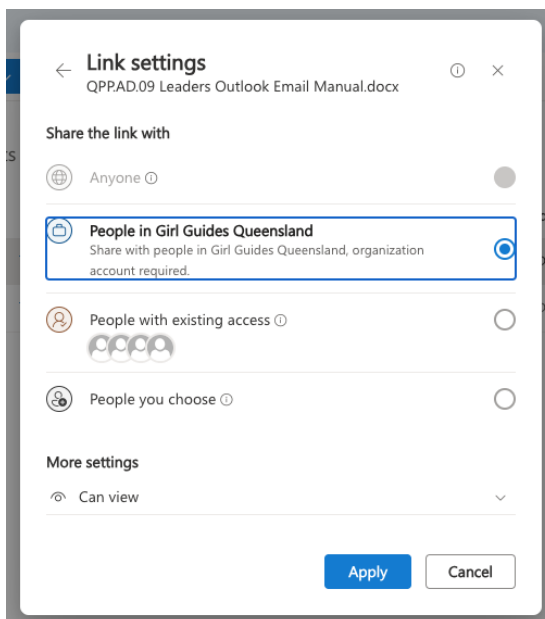 Link settings
QPP.AD.09 Leaders Outlook Email Manual.docx
Share the link with
Anyone
People in Girl Guides Queensland
Share with people in Girl Guides Queensland, organization
account required.
People with existing access
People you choose
More settings
Can view
Apply Cancel